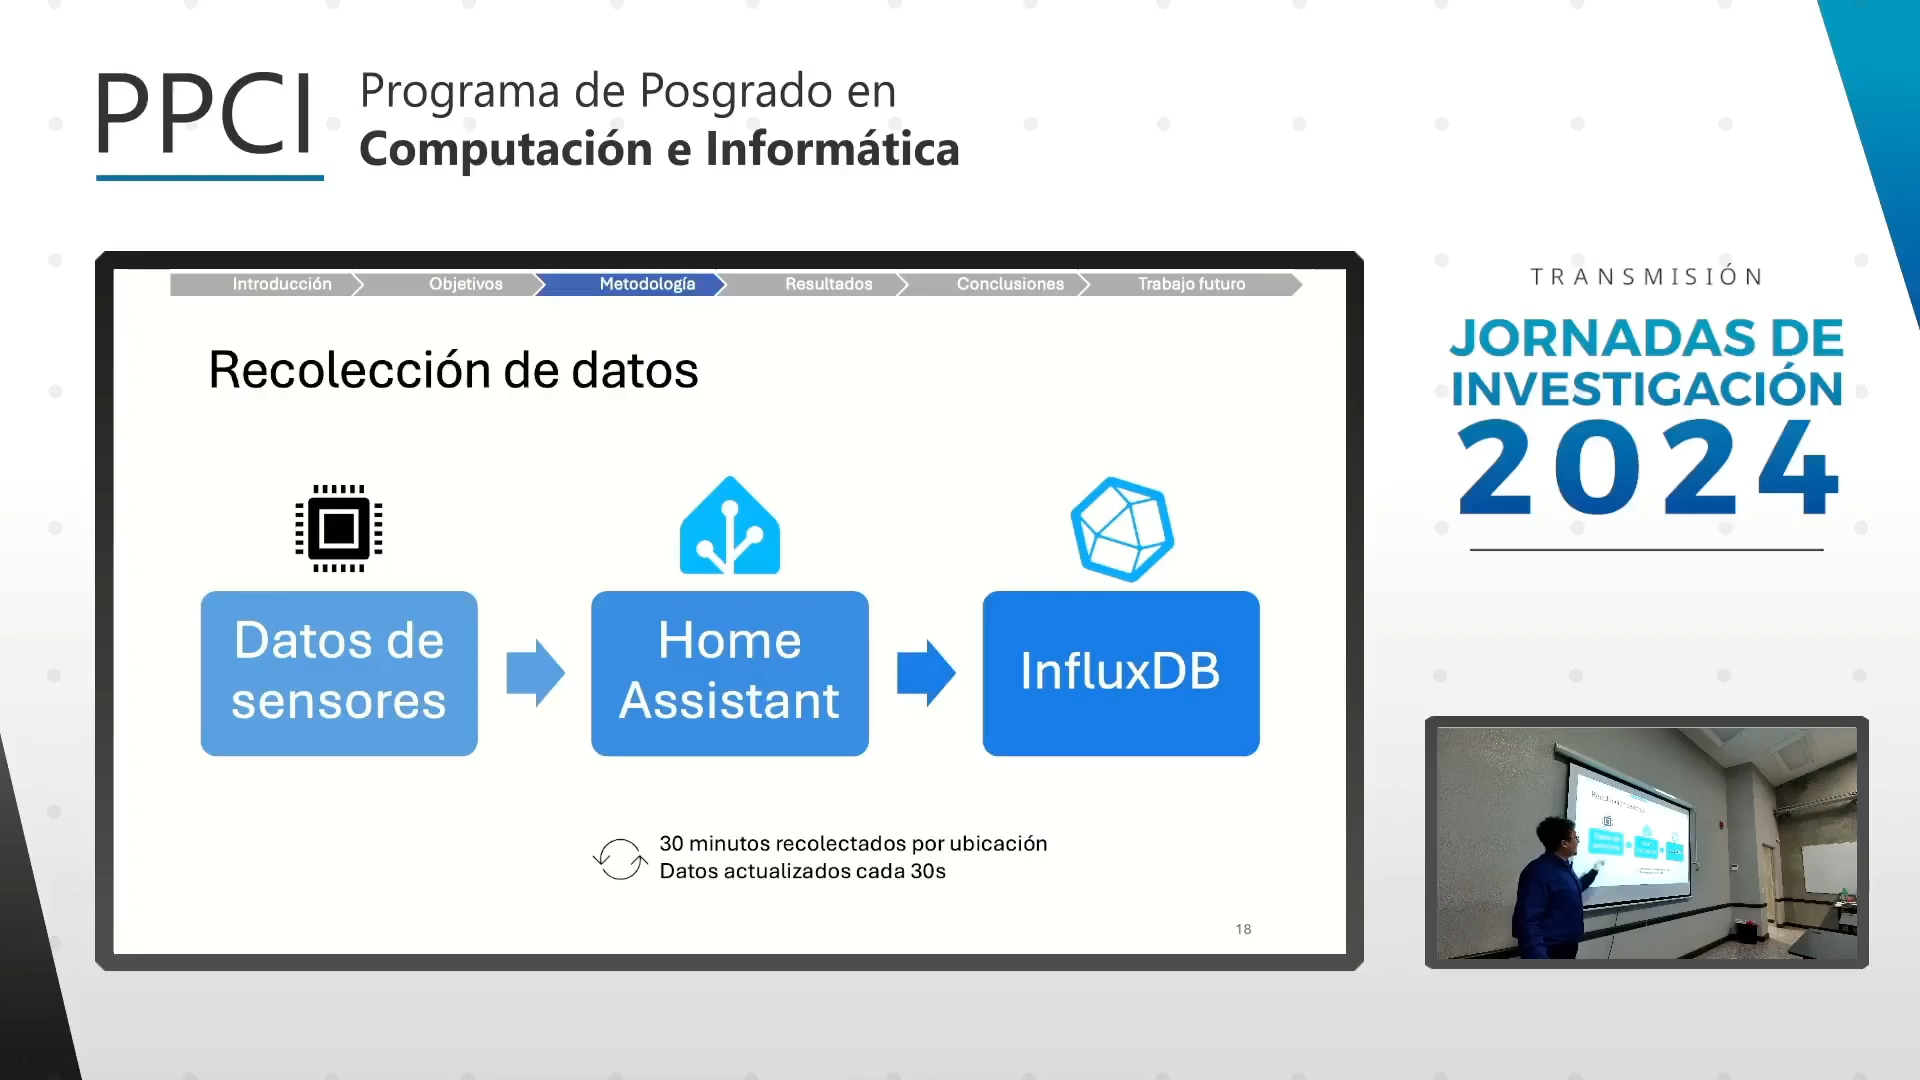 PPCI
Programa de Posgrado en
Computación e Informática
Introducción
Objetivos
Metodología
Resultados
Conclusiones
Trabajo futuro
Recolección de datos
Datos de
sensores
Home
Assistant
InfluxDB
30 minutos recolectados por ubicación
Datos actualizados cada 30s
18
TRANSMISIÓN
JORNADAS DE
INVESTIGACIÓN
2024